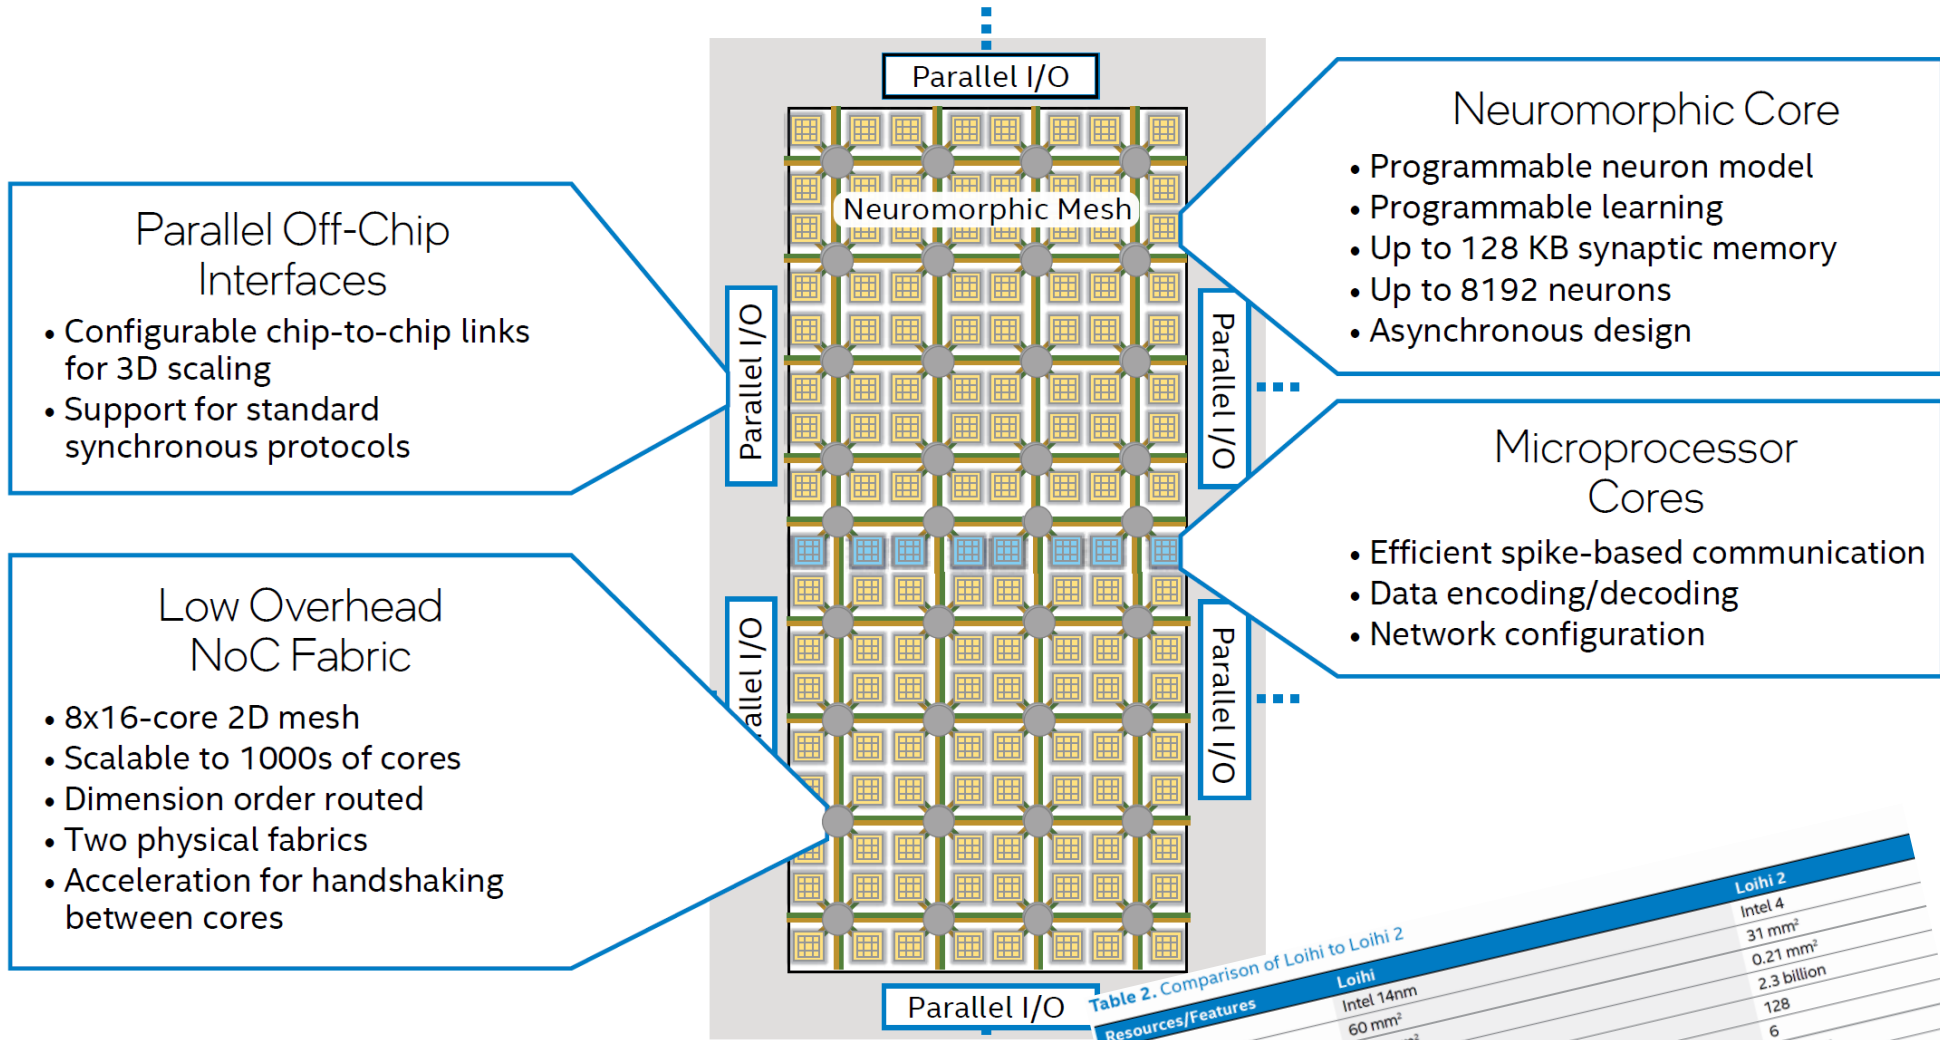 Parallel I/O
Neuromorphic Mesh
Parallel Off-Chip
Interfaces
• Configurable chip-to-chip links
for 3D scaling
• Support for standard
synchronous protocols
Low Overhead
NoC Fabric
• 8x16-core 2D mesh
• Scalable to 1000s of cores
• Dimension order routed
• Two physical fabrics
• Acceleration for handshaking
between cores
Parallel I/O
allel I/O
Parallel I/O
Parallel I/O
Parallel I/O
Neuromorphic Core
• Programmable neuron model
• Programmable learning
• Up to 128 KB synaptic memory
• Up to 8192 neurons
• Asynchronous design
Microprocessor
Cores
• Efficient spike-based communication
• Data encoding/decoding
• Network configuration
Table 2. Comparison of Loihi to Loihi 2
Resources/Features Loihi Loihi 2
Intel 14nm Intel 4
60 mm² 31 mm²
0.21 mm²
2.3 billion
128
6